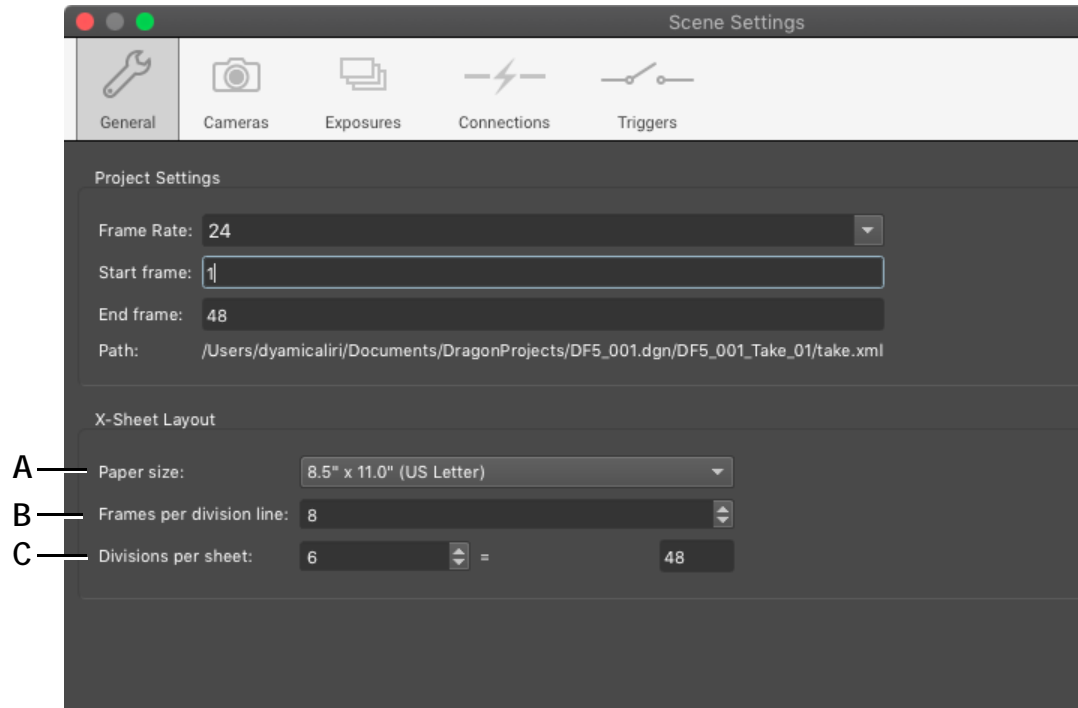 Scene Settings
General Cameras Exposures Connections Triggers
Project Settings
Frame Rate: 24
Start frame: 1
End frame: 48
Path: /Users/dyamicaliri/Documents/DragonProjects/DF5_001.dgn/DF5_001_Take_01/take.xml
X-Sheet Layout
A Paper size: 8.5" x 11.0" (US Letter)
B Frames per division line: 8
C Divisions per sheet: 6 = 48